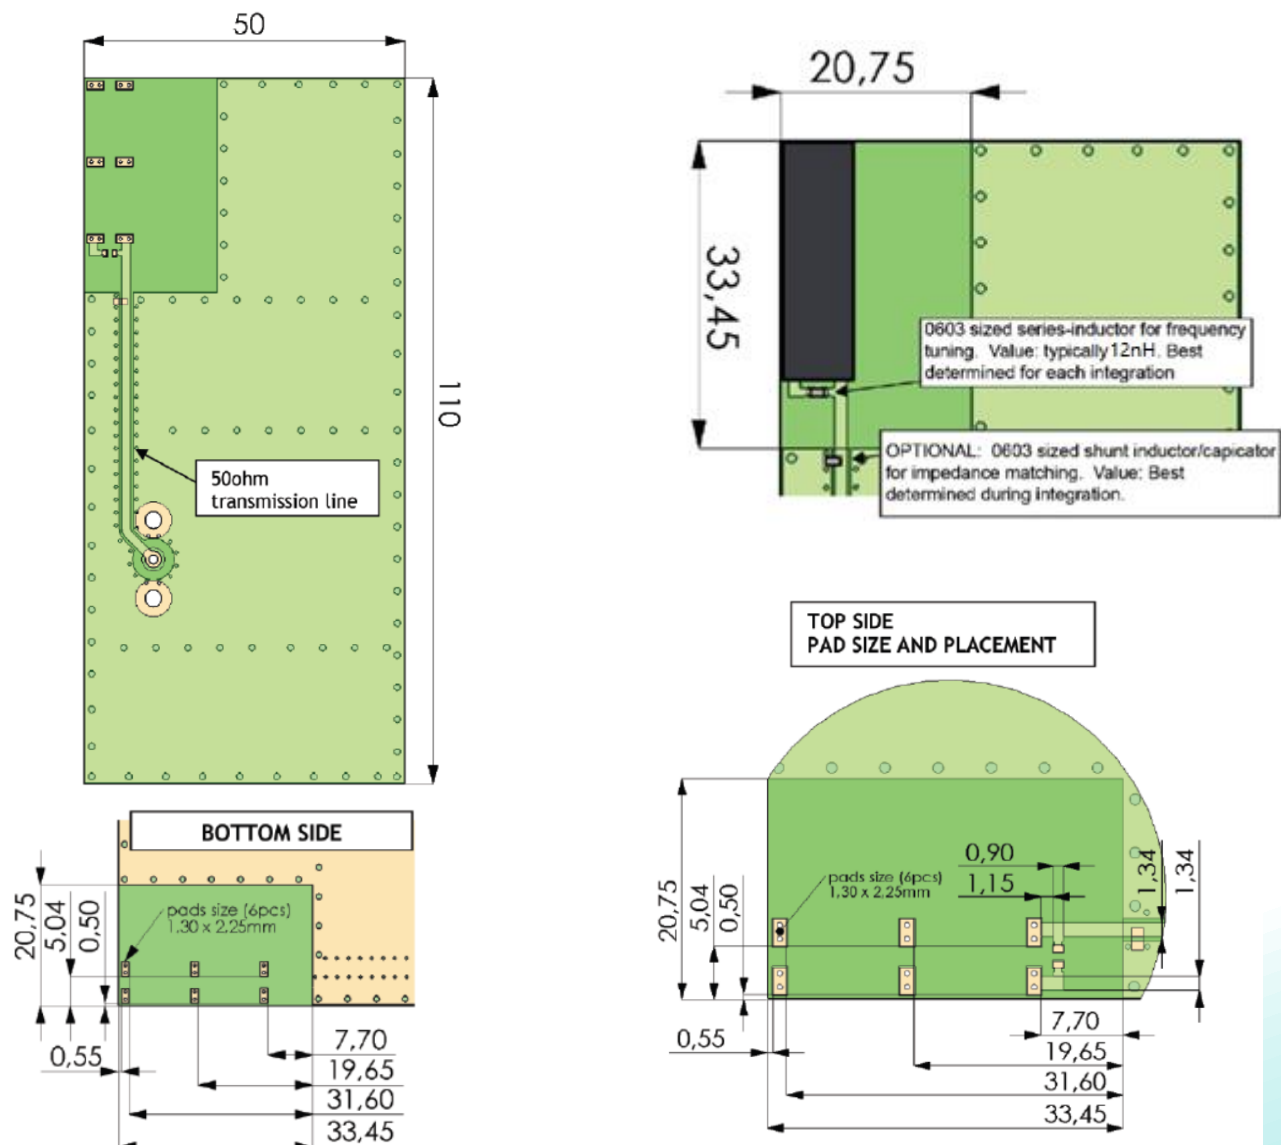 50
110
50ohm
transmission line
20,75
33,45
0603 sized series-inductor for frequency
tuning. Value: typically 12nH. Best
determined for each integration
OPTIONAL: 0603 sized shunt inductor/capicator
for impedance matching. Value: Best
determined during integration.
BOTTOM SIDE
pads size (6pcs)
1.30 x 2,25mm
20,75
5,04
0,50
0,55
7,70
19,65
31,60
33,45
TOP SIDE
PAD SIZE AND PLACEMENT
pads size (6pcs)
1,30 x 2,25mm
0,90
1,15
1,34
1,34
20,75
5,04
0,50
0,55
7,70
19,65
31,60
33,45